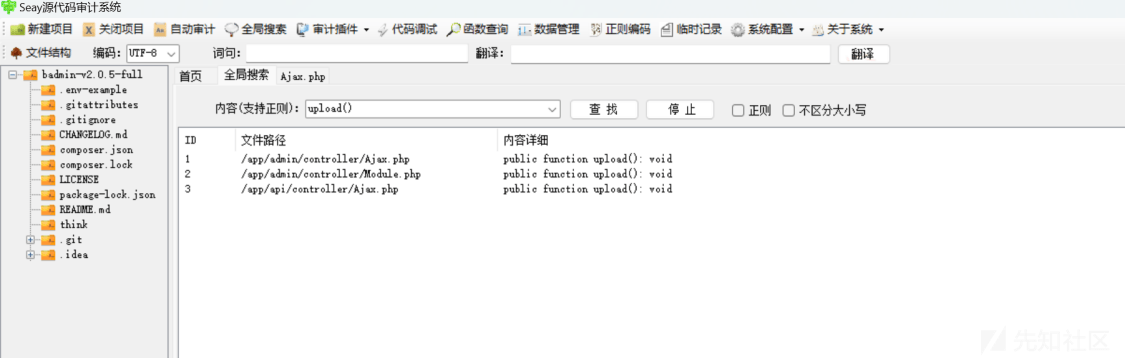 Seay源代码审计系统
新建项目 关闭项目 自动审计 全局搜索 审计插件 代码调试 函数查询 数据管理 正则编码 临时记录 系统配置 关于系统
文件结构 编码: UTF-8 词句: 翻译: 翻译
badmin-v2.0.5-full
.env-example
.gitattributes
.gitignore
CHANGELOG.md
composer.json
composer.lock
LICENSE
package-lock.json
README.md
think
.git
.idea
首页 全局搜索 Ajax.php
内容(支持正则): upload() 查 找 停 止 正则 不区分大小写
ID 文件路径 内容详细
1 /app/admin/controller/Ajax.php public function upload(): void
2 /app/admin/controller/Module.php public function upload(): void
3 /app/api/controller/Ajax.php public function upload(): void
先知社区